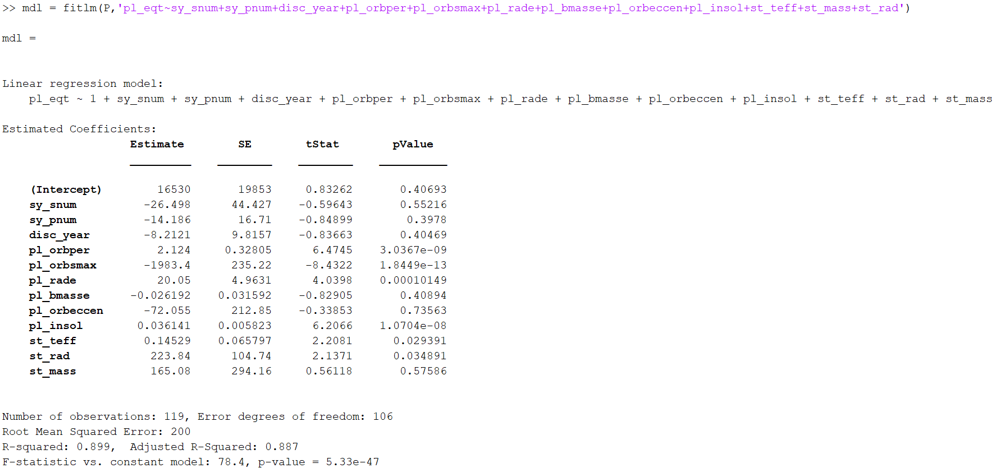 >> mdl = fitlm(P,'pl_eqt~sy_snum+sy_pnum+disc_year+pl_orbper+pl_orbsmax+pl_rade+pl_bmasse+pl_orbeccen+pl_insol+st_teff+st_mass+st_rad')
mdl =
Linear regression model:
pl_eqt ~ 1 + sy_snum + sy_pnum + disc_year + pl_orbper + pl_orbsmax + pl_rade + pl_bmasse + pl_orbeccen + pl_insol + st_teff + st_rad + st_mass
Estimated Coefficients:
Estimate SE tStat pValue
(Intercept) 16530 19853 0.83262 0.40693
sy_snum -26.498 44.427 -0.59643 0.55216
sy_pnum -14.186 16.71 -0.84899 0.3978
disc_year -8.2121 9.8157 -0.83663 0.40469
pl_orbper 2.124 0.32805 6.4745 3.0367e-09
pl_orbsmax -1983.4 235.22 -8.4322 1.8449e-13
pl_rade 20.05 4.9631 4.0398 0.00010149
pl_bmasse -0.026192 0.031592 -0.82905 0.40894
pl_orbeccen -72.055 212.85 -0.33853 0.73563
pl_insol 0.036141 0.005823 6.2066 1.0704e-08
st_teff 0.14529 0.065797 2.2081 0.029391
st_rad 223.84 104.74 2.1371 0.034891
st_mass 165.08 294.16 0.56118 0.57586
Number of observations: 119, Error degrees of freedom: 106
Root Mean Squared Error: 200
R-squared: 0.899, Adjusted R-Squared: 0.887
F-statistic vs. constant model: 78.4, p-value = 5.33e-47